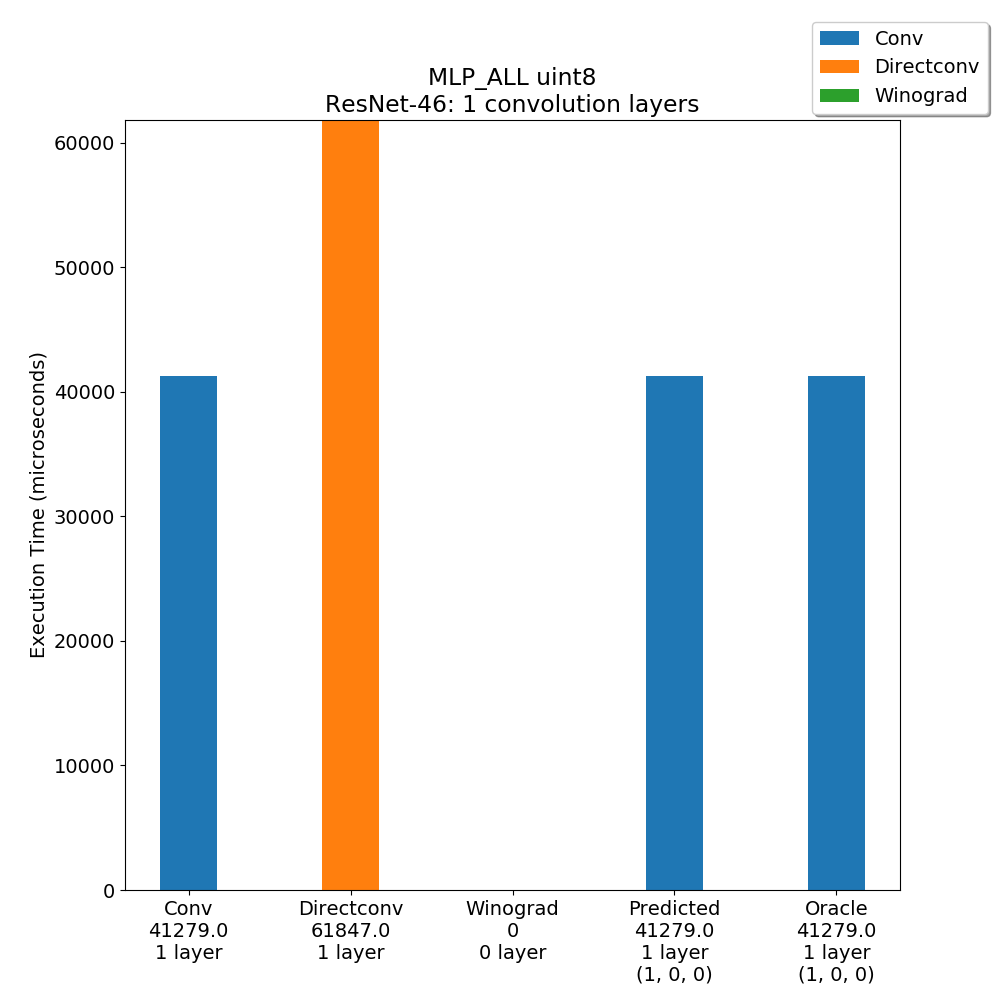 Conv
Directconv
Winograd
MLP_ALL uint8
ResNet-46: 1 convolution layers
Execution Time (microseconds)
60000
50000
40000
30000
20000
10000
0
Conv
41279.0
1 layer
Directconv
61847.0
1 layer
Winograd
0
0 layer
Predicted
41279.0
1 layer
(1, 0, 0)
Oracle
41279.0
1 layer
(1, 0, 0)